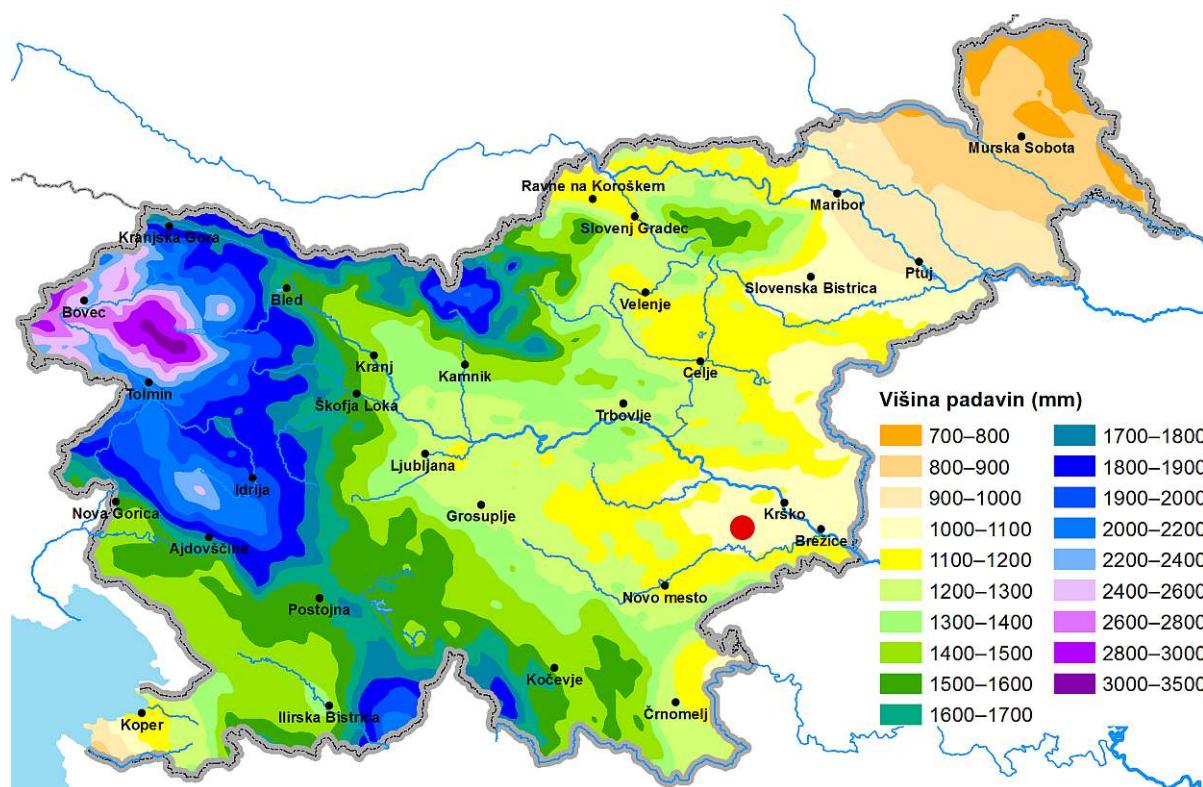 Murska Sobota
Ravne na Koroškem
Maribor
Slovenj Gradec
Kranjska Gora
Ptuj
Slovenska Bistrica
Bled
Velenje
Bovec
Kranj
Kamnik
Celje
Tolmin
Škofja Loka
Trbovlje
Ljubljana
Idrija
Nova Gorica
Grosuplje
Krško
Brežice
Ajdovščina
Novo mesto
Postojna
Kočevje
Črnomelj
Ilirska Bistrica
Koper
Višina padavin (mm)
700–800
800–900
900–1000
1000–1100
1100–1200
1200–1300
1300–1400
1400–1500
1500–1600
1600–1700
1700–1800
1800–1900
1900–2000
2000–2200
2200–2400
2400–2600
2600–2800
2800–3000
3000–3500